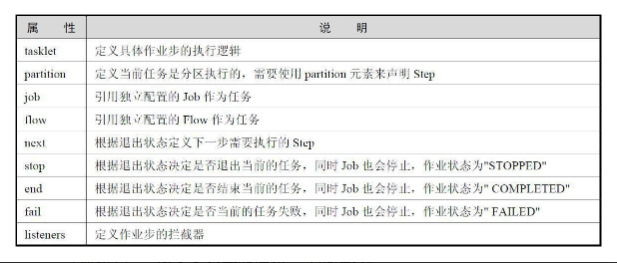 属 性 说 明
tasklet 定义具体作业步的执行逻辑
partition 定义当前任务是分区执行的，需要使用 partition 元素来声明 Step
job 引用独立配置的 Job 作为任务
flow 引用独立配置的 Flow 作为任务
next 根据退出状态定义下一步需要执行的 Step
stop 根据退出状态决定是否退出当前的任务，同时 Job 也会停止，作业状态为"STOPPED"
end 根据退出状态决定是否结束当前的任务，同时 Job 也会停止，作业状态为" COMPLETED"
fail 根据退出状态决定是否当前的任务失败，同时 Job 也会停止，作业状态为" FAILED"
listeners 定义作业步的拦截器